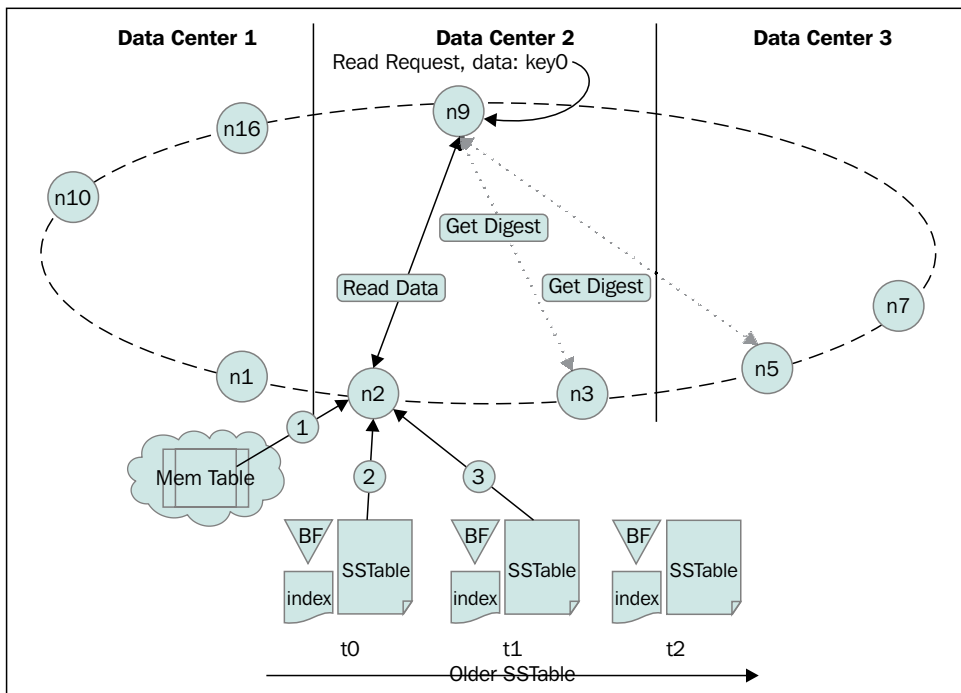 Data Center 1
Data Center 2
Data Center 3
Read Request, data: key0
n9
n16
n10
Get Digest
Read Data
Get Digest
n7
n1
n2
n3
n5
1
Mem Table
2
3
BF
SSTable
index
BF
SSTable
index
BF
SSTable
index
t0
t1
t2
Older SSTable